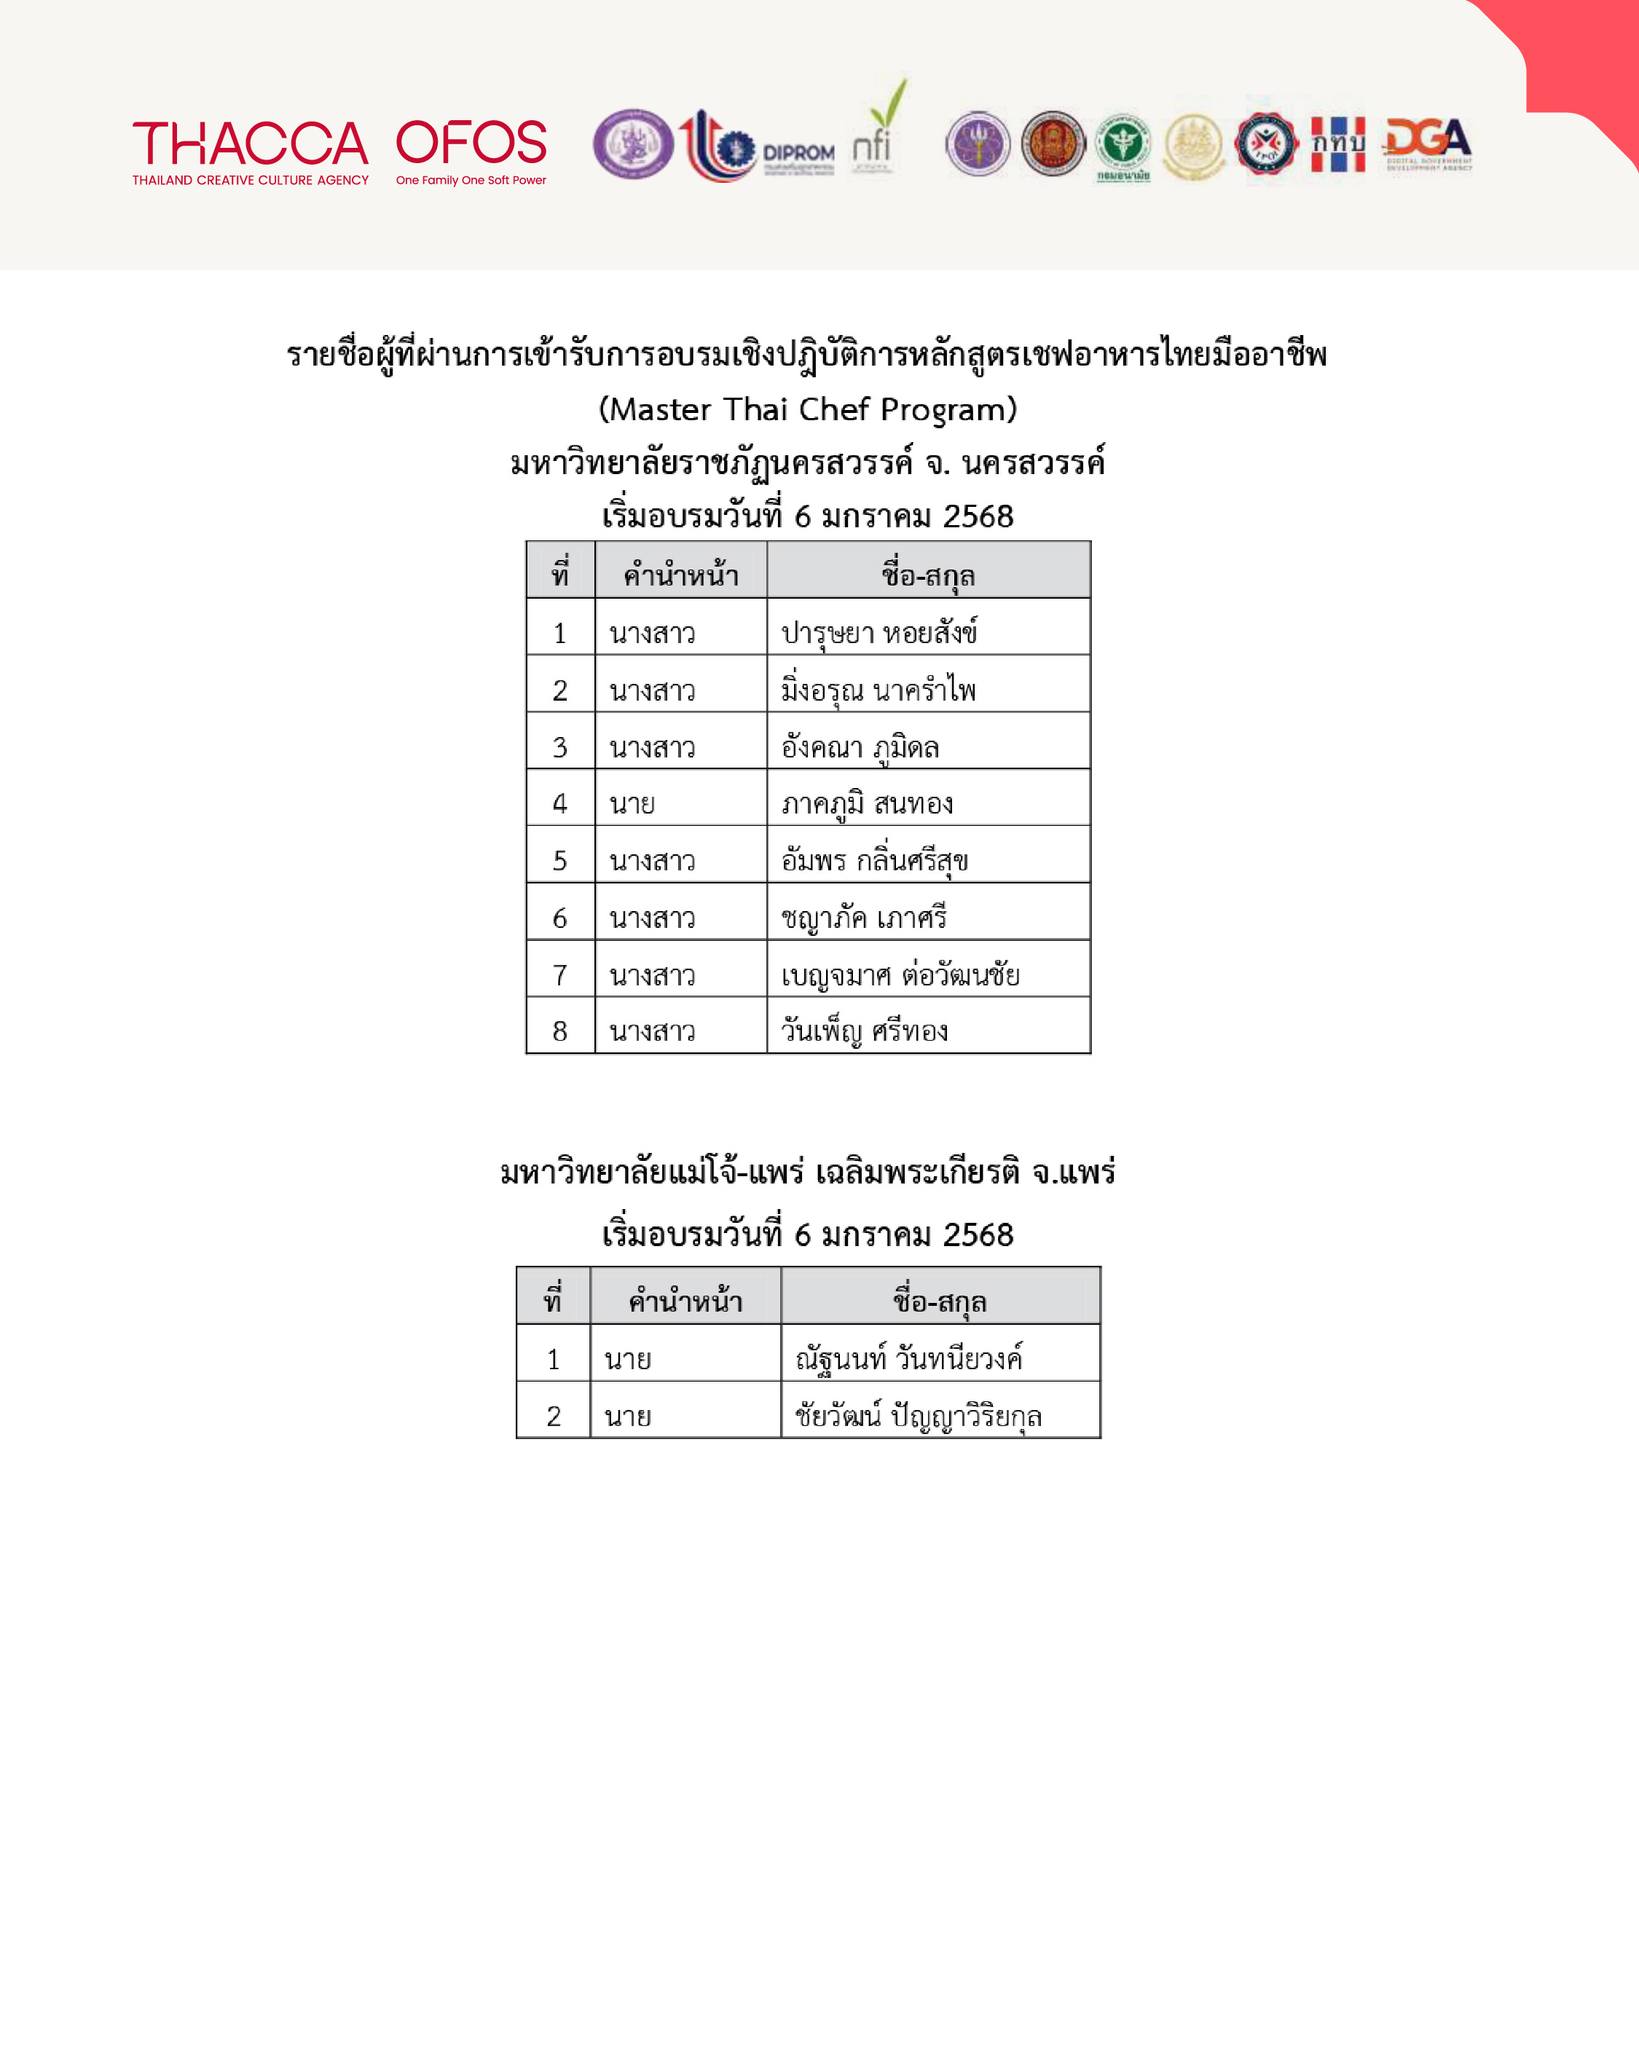 THACCA OFOS
THAILAND CREATIVE CULTURE AGENCY One Family One Soft Power
DIPROM
nfi
กรมอนามัย
กทบ
DGA
DIGITAL GOVERNMENT
DEVELOPMENT AGENCY
รายชื่อผู้ที่ผ่านการเข้ารับการอบรมเชิงปฎิบัติการหลักสูตรเชฟอาหารไทยมืออาชีพ
(Master Thai Chef Program)
มหาวิทยาลัยราชภัฏนครสวรรค์ จ. นครสวรรค์
เริ่มอบรมวันที่ 6 มกราคม 2568
ที่ คำนำหน้า ชื่อ-สกุล
1 นางสาว ปารุษยา หอยสังข์
2 นางสาว มิ่งอรุณ นาครำไพ
3 นางสาว อังคณา ภูมิดล
4 นาย ภาคภูมิ สนทอง
5 นางสาว อัมพร กลิ่นศรีสุข
6 นางสาว ชญาภัค เภาศรี
7 นางสาว เบญจมาศ ต่อวัฒนชัย
8 นางสาว วันเพ็ญ ศรีทอง
มหาวิทยาลัยแม่โจ้-แพร่ เฉลิมพระเกียรติ จ.แพร่
เริ่มอบรมวันที่ 6 มกราคม 2568
ที่ คำนำหน้า ชื่อ-สกุล
1 นาย ณัฐนนท์ วันทนียวงค์
2 นาย ชัยวัฒน์ ปัญญาวิริยกุล